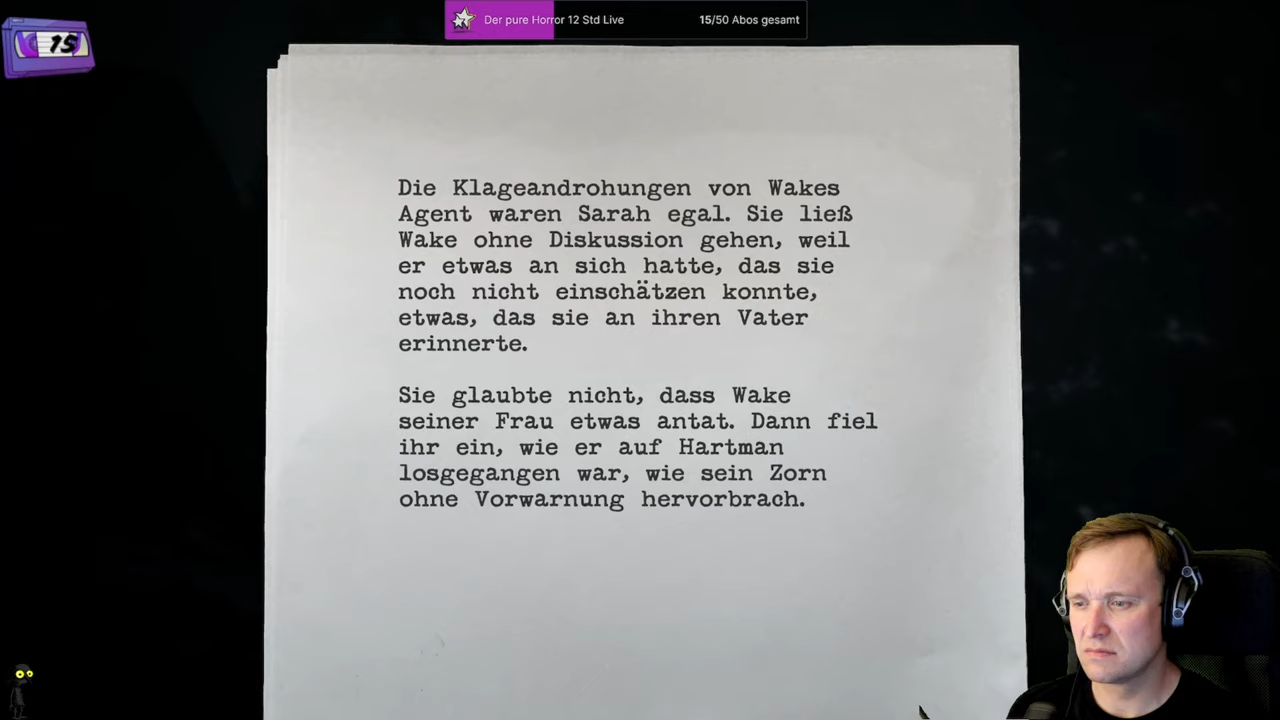 Der pure Horror 12 Std Live 15/50 Abos gesamt
15
Die Klageandrohungen von Wakes
Agent waren Sarah egal. Sie ließ
Wake ohne Diskussion gehen, weil
er etwas an sich hatte, das sie
noch nicht einschätzen konnte,
etwas, das sie an ihren Vater
erinnerte.
Sie glaubte nicht, dass Wake
seiner Frau etwas antat. Dann fiel
ihr ein, wie er auf Hartman
losgegangen war, wie sein Zorn
ohne Vorwarnung hervorbrach.